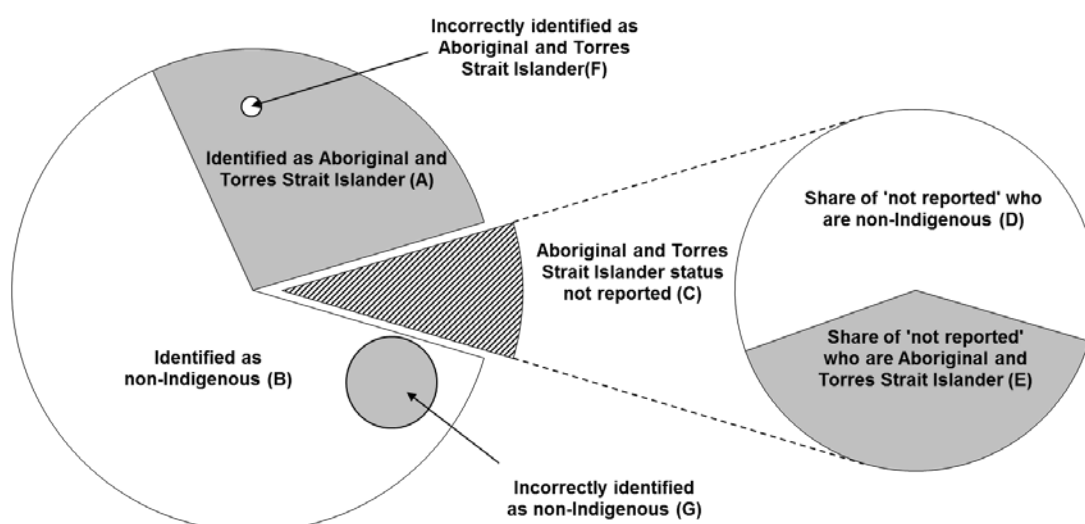 Incorrectly identified as
Aboriginal and Torres
Strait Islander(F)
Identified as Aboriginal and
Torres Strait Islander (A)
Share of 'not reported' who
are non-Indigenous (D)
Aboriginal and Torres
Strait Islander status
not reported (C)
Share of 'not reported'
who are Aboriginal and
Torres Strait Islander (E)
Identified as
non-Indigenous (B)
Incorrectly identified
as non-Indigenous (G)